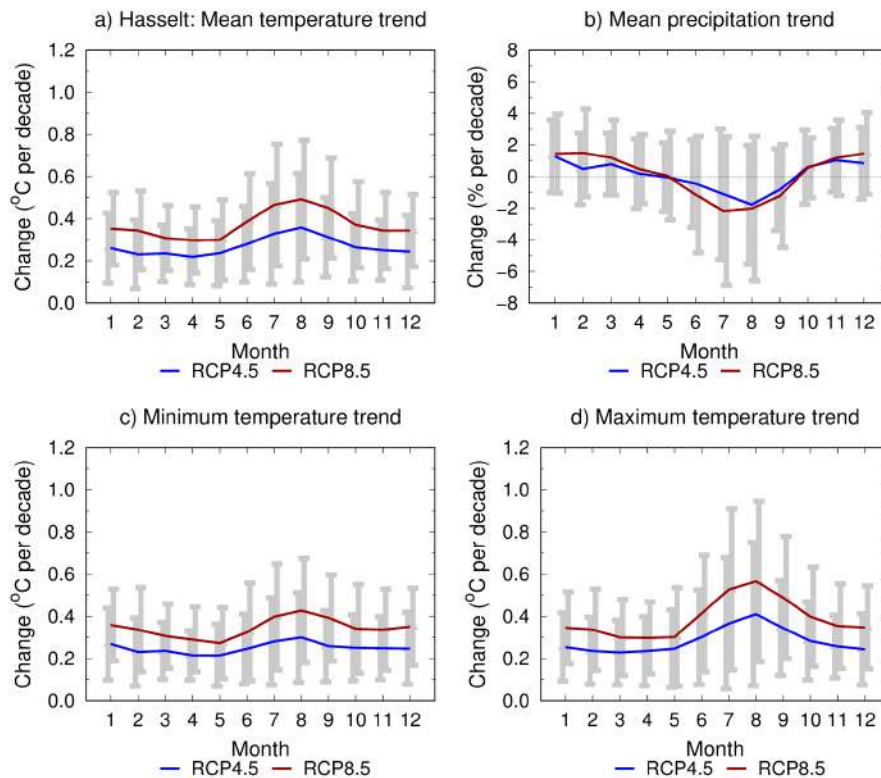 a) Hasselt: Mean temperature trend
Change (°C per decade)
1.2
1.0
0.8
0.6
0.4
0.2
0.0
1 2 3 4 5 6 7 8 9 10 11 12
Month
RCP4.5 RCP8.5
b) Mean precipitation trend
Change (% per decade)
8
6
4
2
0
−2
−4
−6
−8
1 2 3 4 5 6 7 8 9 10 11 12
Month
RCP4.5 RCP8.5
c) Minimum temperature trend
Change (°C per decade)
1.2
1.0
0.8
0.6
0.4
0.2
0.0
1 2 3 4 5 6 7 8 9 10 11 12
Month
RCP4.5 RCP8.5
d) Maximum temperature trend
Change (°C per decade)
1.2
1.0
0.8
0.6
0.4
0.2
0.0
1 2 3 4 5 6 7 8 9 10 11 12
Month
RCP4.5 RCP8.5